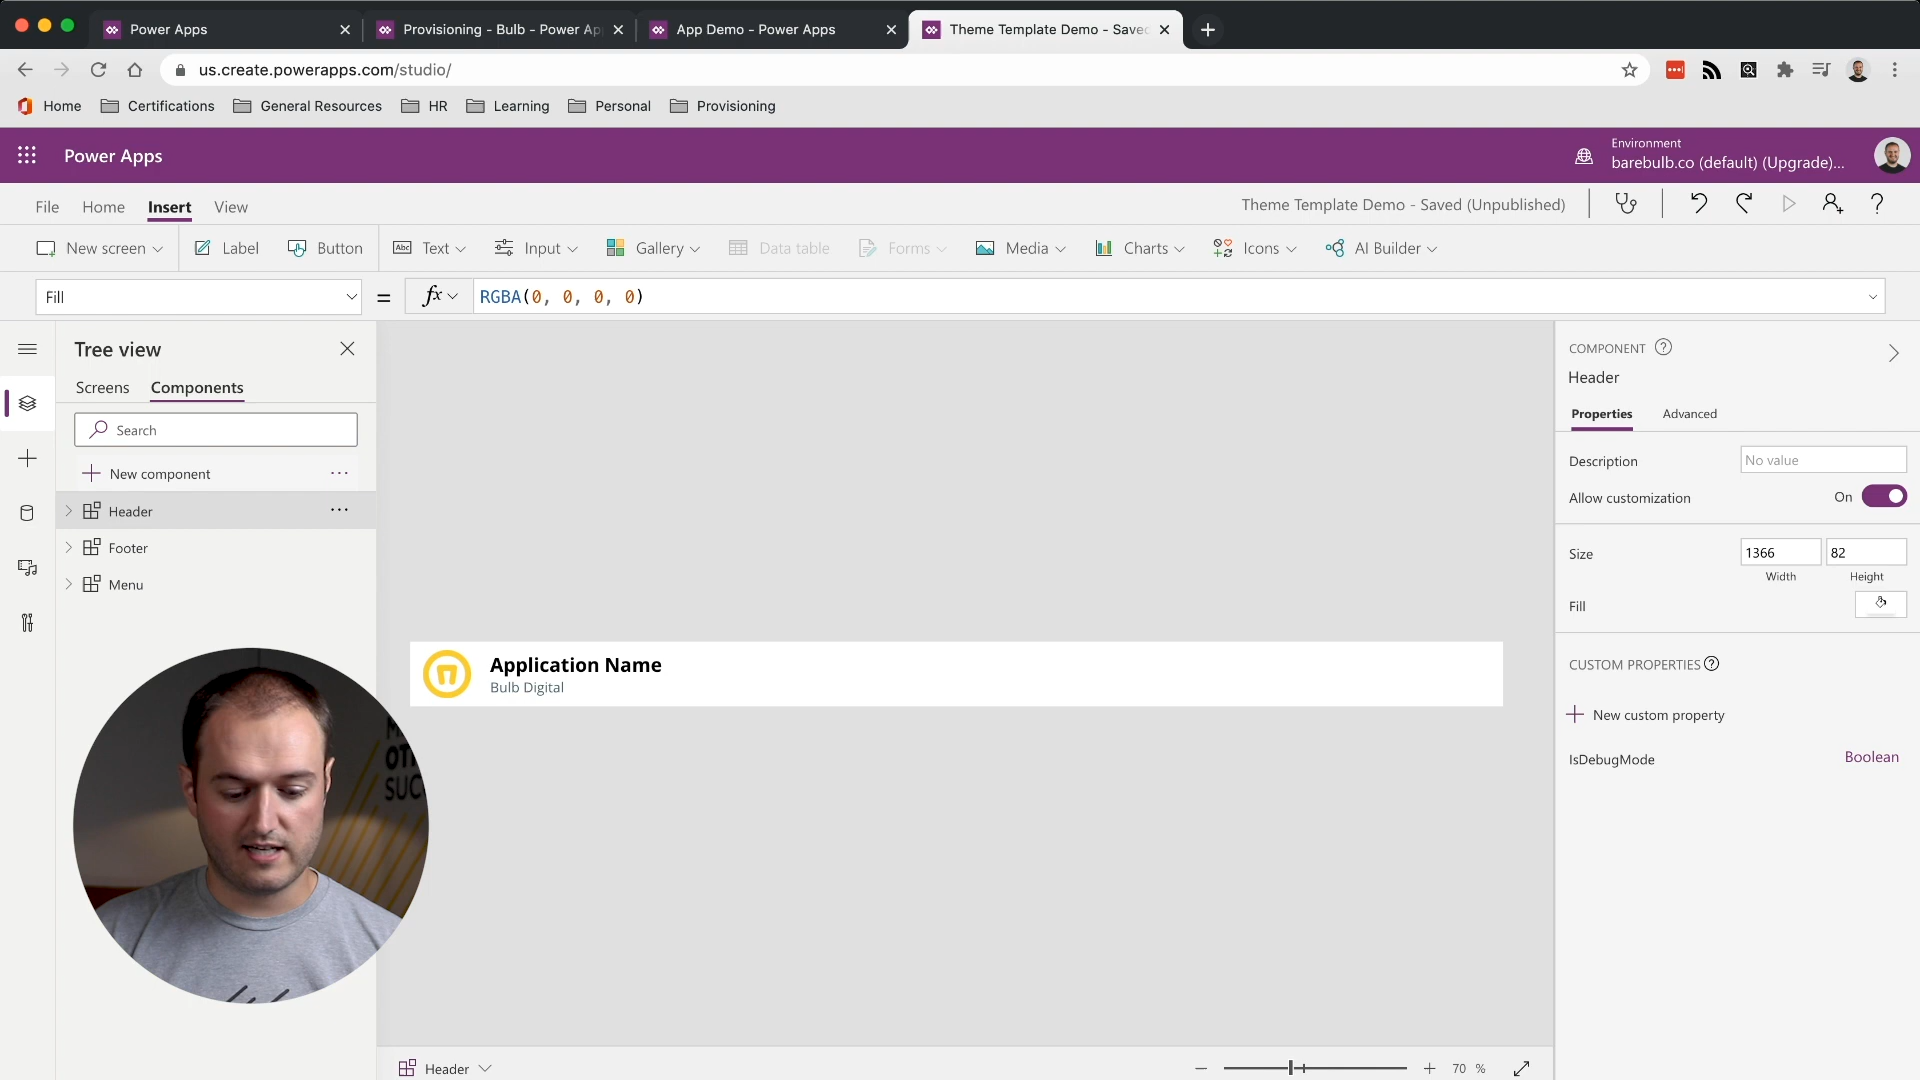 Power Apps
Provisioning - Bulb - Power Ap
App Demo - Power Apps
Theme Template Demo - Saved
us.create.powerapps.com/studio/
Home
Certifications
General Resources
HR
Learning
Personal
Provisioning
Power Apps
Environment
barebulb.co (default) (Upgrade)...
File
Home
Insert
View
Theme Template Demo - Saved (Unpublished)
New screen
Label
Button
Abc
Text
Input
Gallery
Data table
Forms
Media
Charts
Icons
AI Builder
Fill
=
fx
RGBA(0, 0, 0, 0)
Tree view
Screens
Components
Search
New component
Header
Footer
Menu
Application Name
Bulb Digital
OT
SUC
COMPONENT
Header
Properties
Advanced
Description
No value
Allow customization
On
Size
1366
82
Width
Height
Fill
CUSTOM PROPERTIES
New custom property
IsDebugMode
Boolean
Header
70 %